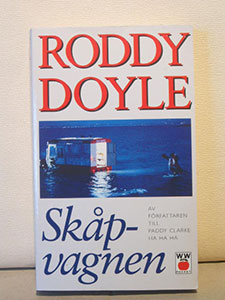 RODDY
DOYLE
AV
FÖRFATTAREN
TILL
PADDY CLARKE
HA HA HA
Skåp-
vagnen
WW